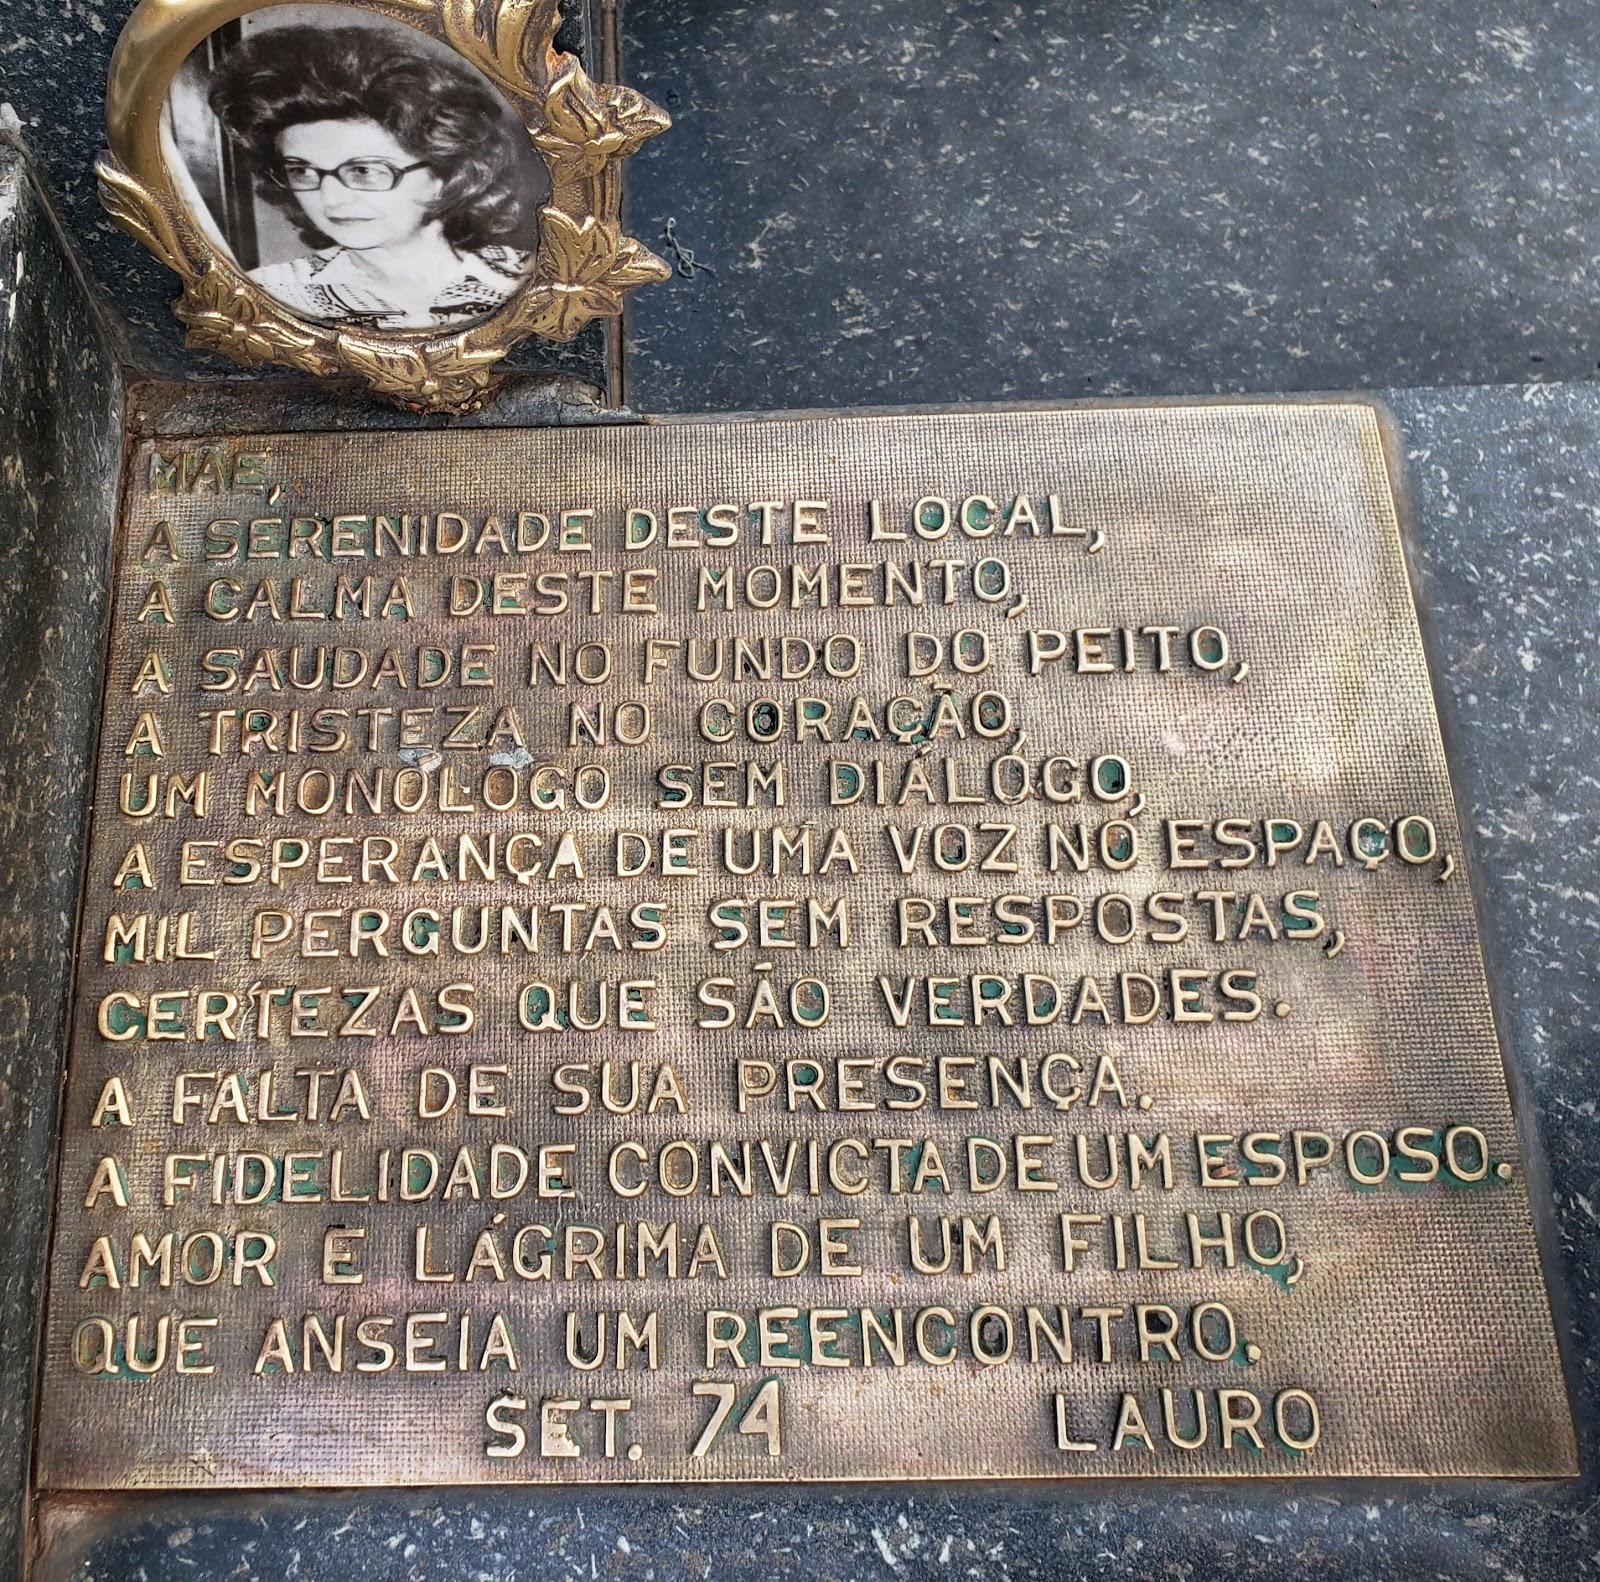 MÃE,
A SERENIDADE DESTE LOCAL,
A CALMA DESTE MOMENTO,
A SAUDADE NO FUNDO DO PEITO,
A TRISTEZA NO CORAÇÃO,
UM MONÓLOGO SEM DIÁLOGO,
A ESPERANÇA DE UMA VOZ NO ESPAÇO,
MIL PERGUNTAS SEM RESPOSTAS,
CERTEZAS QUE SÃO VERDADES.
A FALTA DE SUA PRESENÇA.
A FIDELIDADE CONVICTA DE UM ESPOSO.
AMOR E LÁGRIMA DE UM FILHO,
QUE ANSEIA UM REENCONTRO.
SET. 74 LAURO